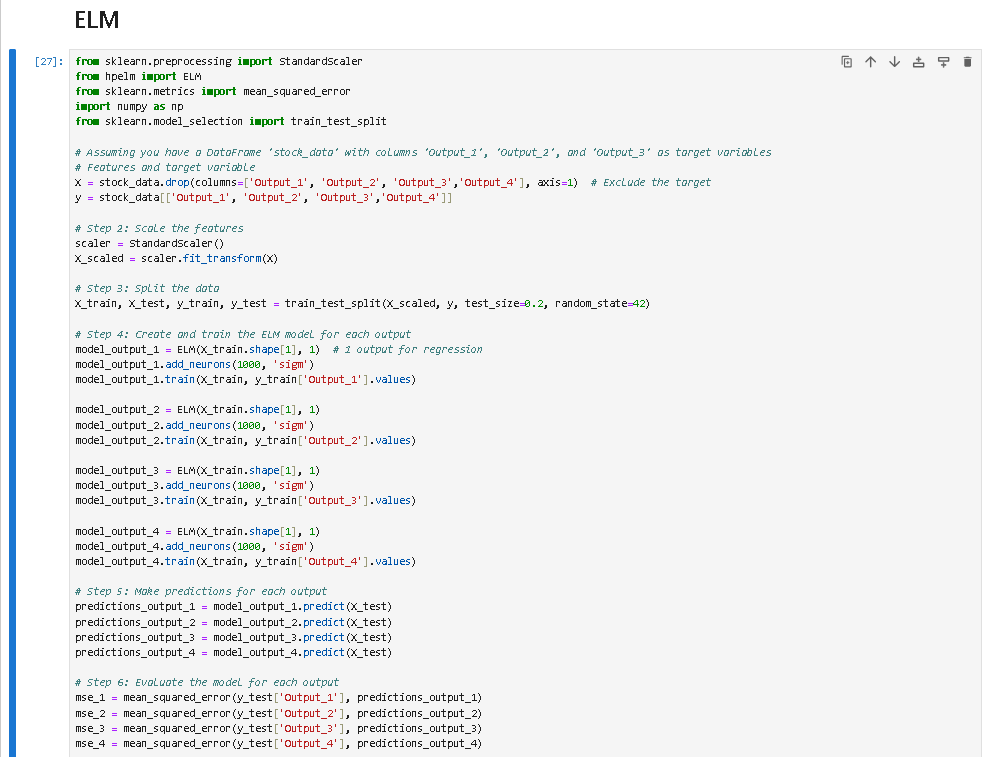 ELM
[27]:
from sklearn.preprocessing import StandardScaler
from hpelm import ELM
from sklearn.metrics import mean_squared_error
import numpy as np
from sklearn.model_selection import train_test_split
# Assuming you have a DataFrame 'stock_data' with columns 'Output_1', 'Output_2', and 'Output_3' as target variables
# Features and target variable
X = stock_data.drop(columns=['Output_1', 'Output_2', 'Output_3','Output_4'], axis=1)  # Exclude the target
y = stock_data[['Output_1', 'Output_2', 'Output_3','Output_4']]
# Step 2: Scale the features
scaler = StandardScaler()
X_scaled = scaler.fit_transform(X)
# Step 3: Split the data
X_train, X_test, y_train, y_test = train_test_split(X_scaled, y, test_size=0.2, random_state=42)
# Step 4: Create and train the ELM model for each output
model_output_1 = ELM(X_train.shape[1], 1)  # 1 output for regression
model_output_1.add_neurons(1000, 'sigm')
model_output_1.train(X_train, y_train['Output_1'].values)
model_output_2 = ELM(X_train.shape[1], 1)
model_output_2.add_neurons(1000, 'sigm')
model_output_2.train(X_train, y_train['Output_2'].values)
model_output_3 = ELM(X_train.shape[1], 1)
model_output_3.add_neurons(1000, 'sigm')
model_output_3.train(X_train, y_train['Output_3'].values)
model_output_4 = ELM(X_train.shape[1], 1)
model_output_4.add_neurons(1000, 'sigm')
model_output_4.train(X_train, y_train['Output_4'].values)
# Step 5: Make predictions for each output
predictions_output_1 = model_output_1.predict(X_test)
predictions_output_2 = model_output_2.predict(X_test)
predictions_output_3 = model_output_3.predict(X_test)
predictions_output_4 = model_output_4.predict(X_test)
# Step 6: Evaluate the model for each output
mse_1 = mean_squared_error(y_test['Output_1'], predictions_output_1)
mse_2 = mean_squared_error(y_test['Output_2'], predictions_output_2)
mse_3 = mean_squared_error(y_test['Output_3'], predictions_output_3)
mse_4 = mean_squared_error(y_test['Output_4'], predictions_output_4)